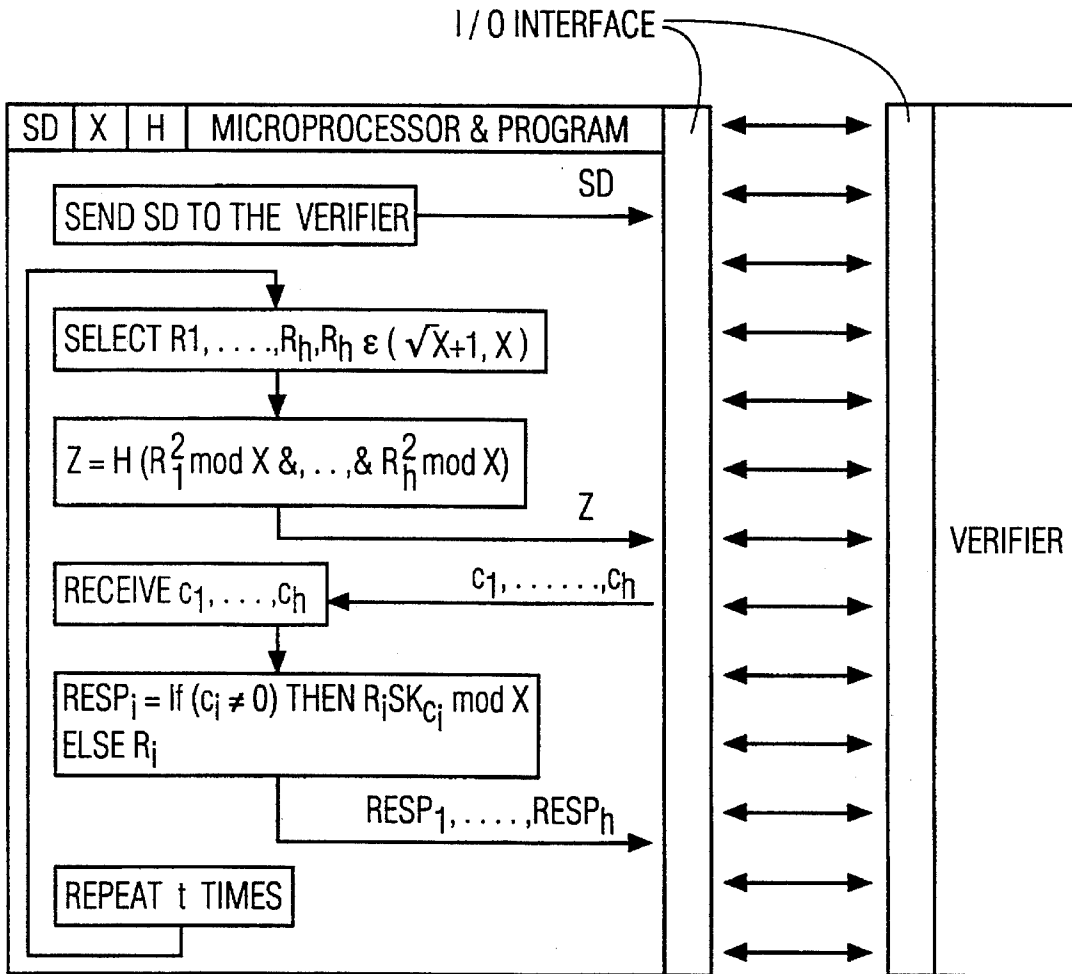 I / O INTERFACE
SD X H MICROPROCESSOR & PROGRAM
SD
SEND SD TO THE VERIFIER
SELECT R1, . . . .,Rₕ,Rₕ ε ( √X+1, X )
Z = H (R₁² mod X &, . . ,& Rₕ² mod X)
Z
VERIFIER
c₁, . . . . . .,cₕ
RECEIVE c₁, . . . .,cₕ
RESPᵢ = If (cᵢ ≠ 0) THEN RᵢSK_cᵢ mod X
ELSE Rᵢ
RESP₁, . . . .,RESPₕ
REPEAT t TIMES